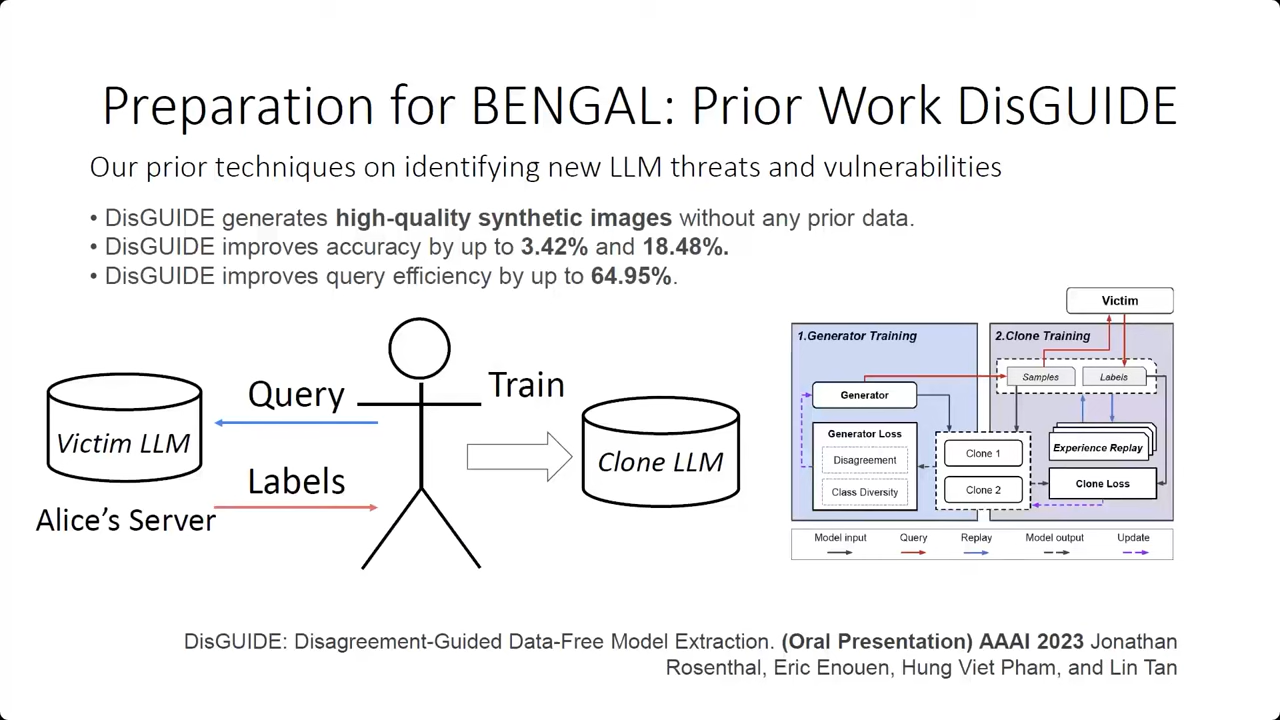 Preparation for BENGAL: Prior Work DisGUIDE
Our prior techniques on identifying new LLM threats and vulnerabilities
• DisGUIDE generates high-quality synthetic images without any prior data.
• DisGUIDE improves accuracy by up to 3.42% and 18.48%.
• DisGUIDE improves query efficiency by up to 64.95%.
Victim LLM
Alice's Server
Query
Labels
Train
Clone LLM
Victim
1.Generator Training
2.Clone Training
Samples
Labels
Generator
Generator Loss
Disagreement
Class Diversity
Clone 1
Clone 2
Experience Replay
Clone Loss
Model input
Query
Replay
Model output
Update
DisGUIDE: Disagreement-Guided Data-Free Model Extraction. (Oral Presentation) AAAI 2023 Jonathan
Rosenthal, Eric Enouen, Hung Viet Pham, and Lin Tan